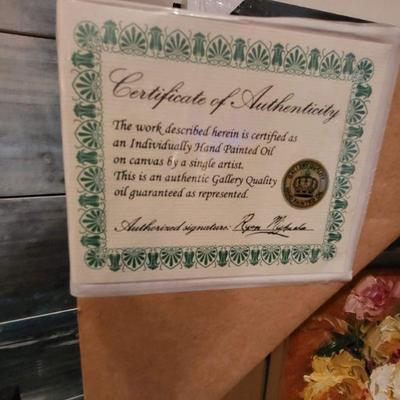 Certificate of Authenticity
The work described herein is certified as
an Individually Hand Painted Oil
on canvas by a single artist.
This is an authentic Gallery Quality
oil guaranteed as represented.
Authorized signature: